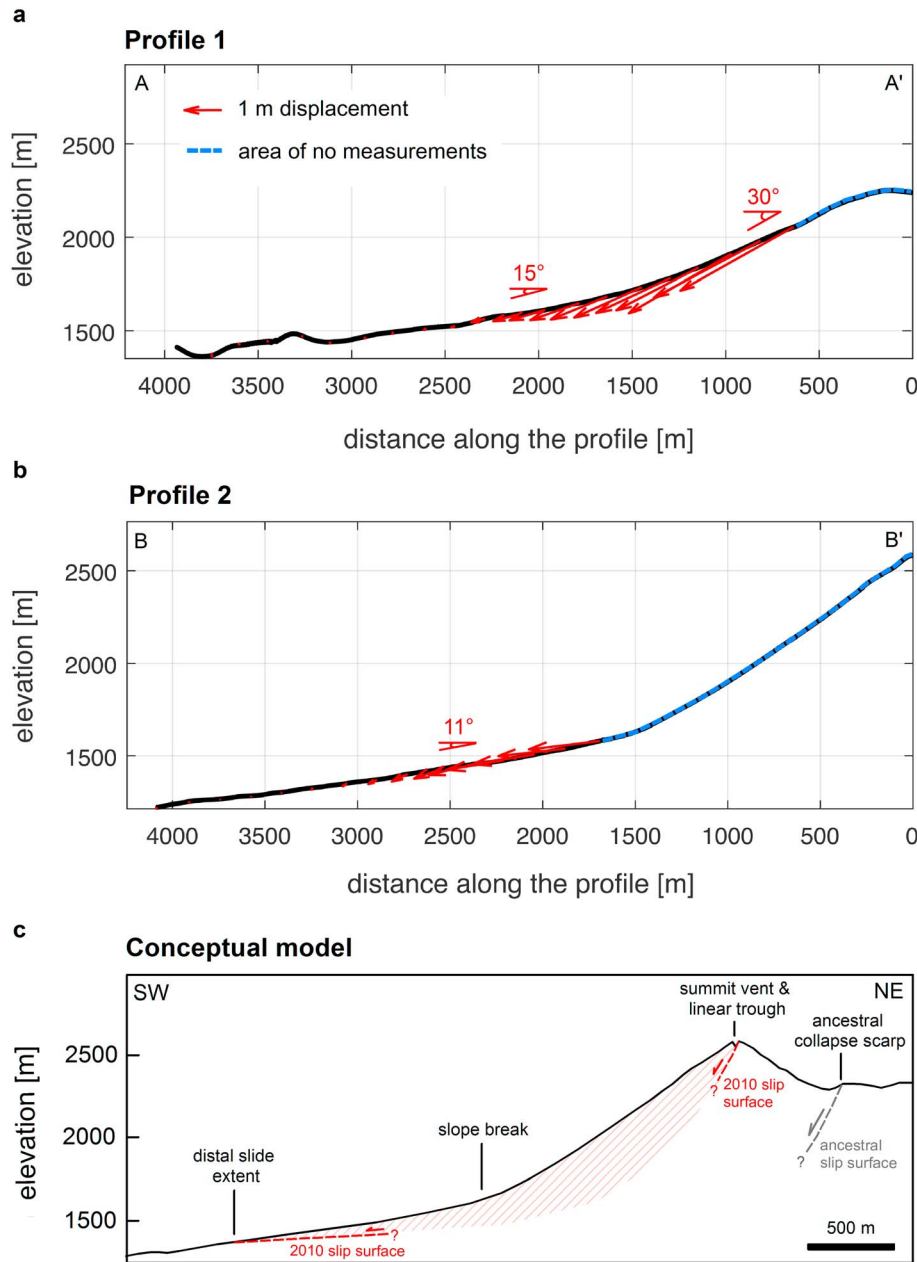 a
Profile 1
A
A'
1 m displacement
area of no measurements
30°
15°
elevation [m]
2500
2000
1500
4000 3500 3000 2500 2000 1500 1000 500 0
distance along the profile [m]
b
Profile 2
B
B'
11°
elevation [m]
2500
2000
1500
4000 3500 3000 2500 2000 1500 1000 500 0
distance along the profile [m]
c
Conceptual model
SW
NE
summit vent &
linear trough
ancestral
collapse scarp
elevation [m]
2500
2000
1500
?
2010 slip
surface
slope break
?
ancestral
slip surface
distal slide
extent
?
2010 slip surface
500 m